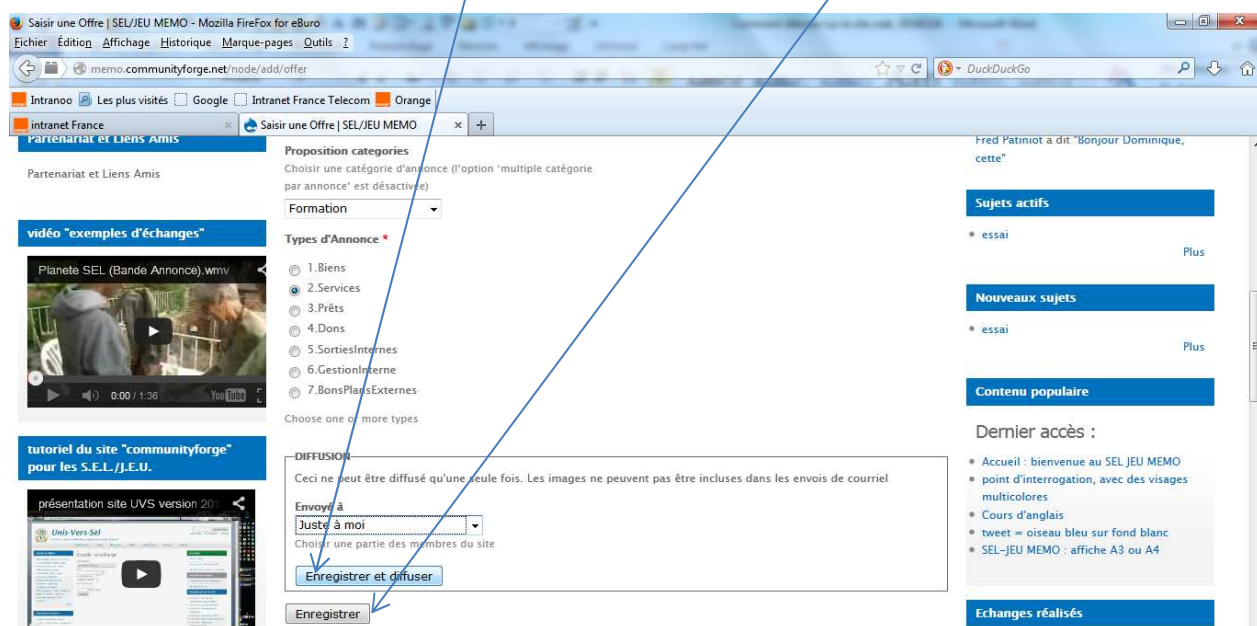 Saisir une Offre | SEL/JEU MEMO - Mozilla FireFox for eBuro
Fichier Édition Affichage Historique Marque-pages Outils ?
memo.communityforge.net/node/add/offer
DuckDuckGo
Intranoo Les plus visités Google Intranet France Telecom Orange
intranet France
Saisir une Offre | SEL/JEU MEMO
Partenariat et Liens Amis
Partenariat et Liens Amis
vidéo "exemples d'échanges"
Planete SEL (Bande Annonce).wmv
0:00 / 1:36 YouTube
tutoriel du site "communityforge"
pour les S.E.L./J.E.U.
présentation site UVS version 201
Unis-Vers-Sel
Proposition categories
Choisir une catégorie d'annonce (l'option 'multiple catégorie
par annonce' est désactivée)
Formation
Types d'Annonce *
1.Biens
2.Services
3.Prêts
4.Dons
5.SortiesInternes
6.GestionInterne
7.BonsPlansExternes
Choose one or more types
DIFFUSION
Ceci ne peut être diffusé qu'une seule fois. Les images ne peuvent pas être incluses dans les envois de courriel
Envoyé à
Juste à moi
Choisir une partie des membres du site
Enregistrer et diffuser
Enregistrer
Fred Patiniot a dit "Bonjour Dominique,
cette"
Sujets actifs
essai
Plus
Nouveaux sujets
essai
Plus
Contenu populaire
Dernier accès :
Accueil : bienvenue au SEL JEU MEMO
point d'interrogation, avec des visages
multicolores
Cours d'anglais
tweet = oiseau bleu sur fond blanc
SEL-JEU MEMO : affiche A3 ou A4
Echanges réalisés